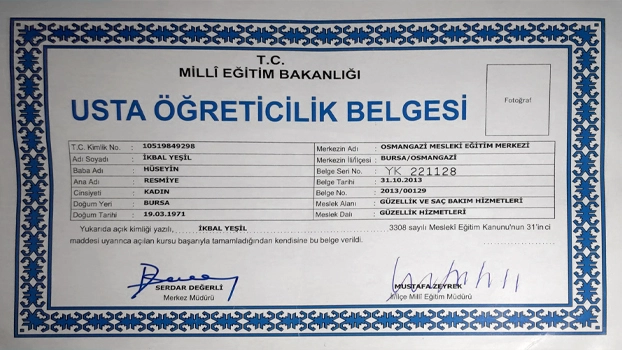 T.C.
MİLLÎ EĞİTİM BAKANLIĞI
USTA ÖĞRETİCİLİK BELGESİ
Fotoğraf
T.C. Kimlik No. : 10519849298 Merkezin Adı : OSMANGAZİ MESLEKİ EĞİTİM MERKEZİ
Adı Soyadı : İKBAL YEŞİL Merkezin İli/İlçesi : BURSA/OSMANGAZİ
Baba Adı : HÜSEYİN Belge Seri No. : YK 221128
Ana Adı : RESMİYE Belge Tarihi : 31.10.2013
Cinsiyeti : KADIN Belge No. : 2013/00129
Doğum Yeri : BURSA Meslek Alanı : GÜZELLİK VE SAÇ BAKIM HİZMETLERİ
Doğum Tarihi : 19.03.1971 Meslek Dalı : GÜZELLİK HİZMETLERİ
Yukarıda açık kimliği yazılı, İKBAL YEŞİL 3308 sayılı Meslekî Eğitim Kanunu'nun 31'inci
maddesi uyarınca açılan kursu başarıyla tamamladığından kendisine bu belge verildi.
SERDAR DEĞERLİ MUSTAFA ZEYREK
Merkez Müdürü İl/İlçe Millî Eğitim Müdürü